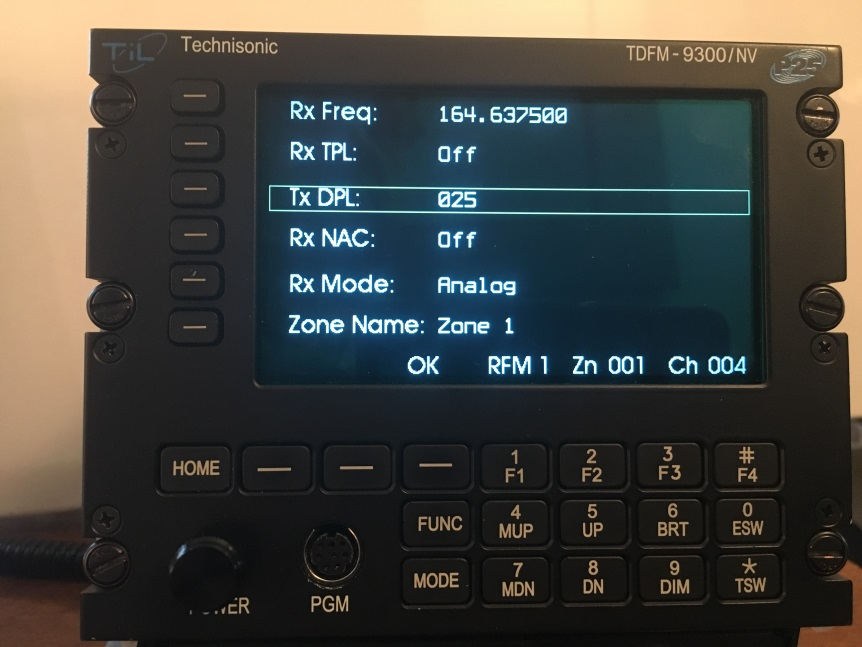 TiL Technisonic TDFM - 9300/NV P25
Rx Freq: 164.637500
Rx TPL: Off
Tx DPL: 025
Rx NAC: Off
Rx Mode: Analog
Zone Name: Zone 1
OK RFM 1 Zn 001 Ch 004
HOME 1 F1 2 F2 3 F3 # F4
FUNC 4 MUP 5 UP 6 BRT 0 ESW
MODE 7 MDN 8 DN 9 DIM * TSW
POWER PGM